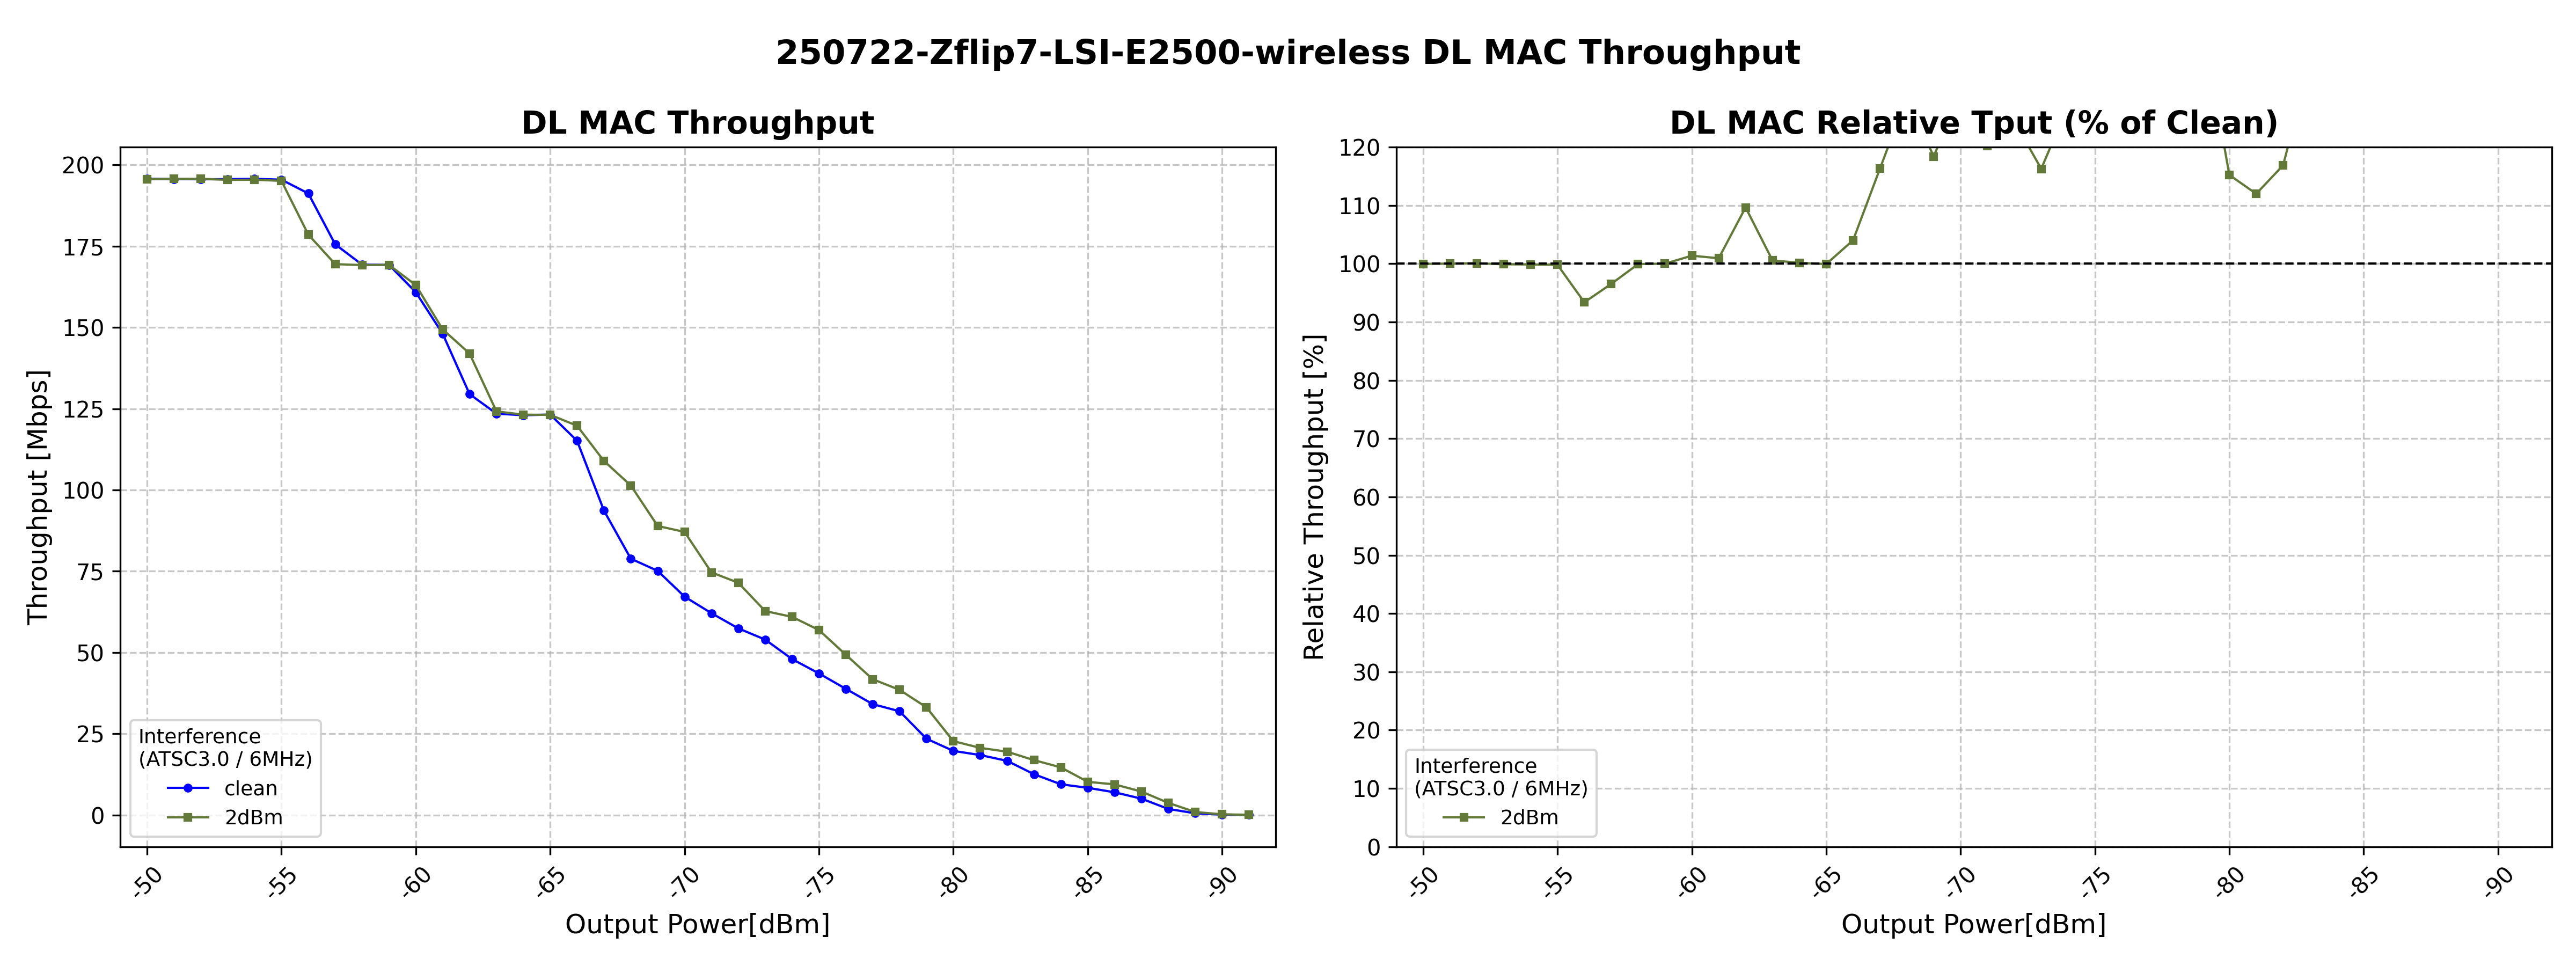 250722-Zflip7-LSI-E2500-wireless DL MAC Throughput
DL MAC Throughput
Throughput [Mbps]
200
175
150
125
100
75
50
25
0
Interference
(ATSC3.0 / 6MHz)
clean
2dBm
-50
-55
-60
-65
-70
-75
-80
-85
-90
Output Power[dBm]
DL MAC Relative Tput (% of Clean)
Relative Throughput [%]
120
110
100
90
80
70
60
50
40
30
20
10
0
Interference
(ATSC3.0 / 6MHz)
2dBm
-50
-55
-60
-65
-70
-75
-80
-85
-90
Output Power[dBm]